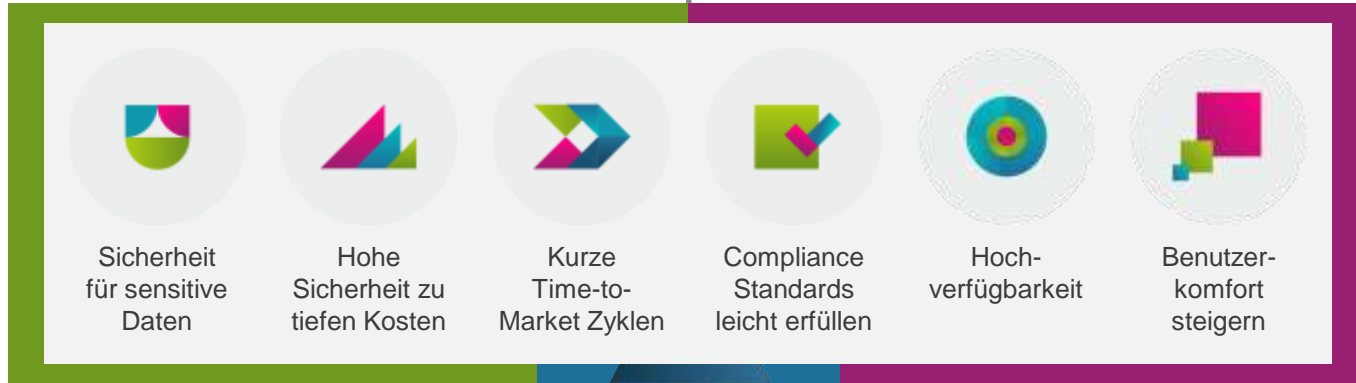 Sicherheit
für sensitive
Daten
Hohe
Sicherheit zu
tiefen Kosten
Kurze
Time-to-
Market Zyklen
Compliance
Standards
leicht erfüllen
Hoch-
verfügbarkeit
Benutzer-
komfort
steigern